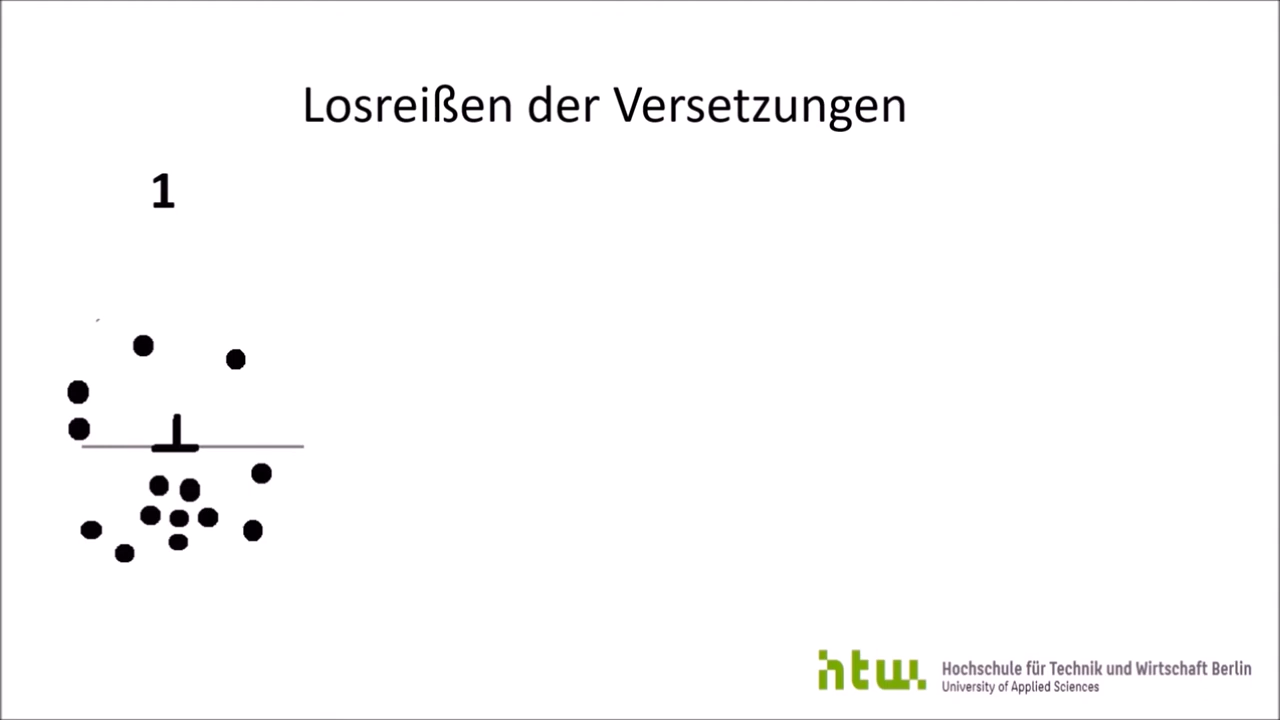 Losreißen der Versetzungen
1
htw.
Hochschule für Technik und Wirtschaft Berlin
University of Applied Sciences